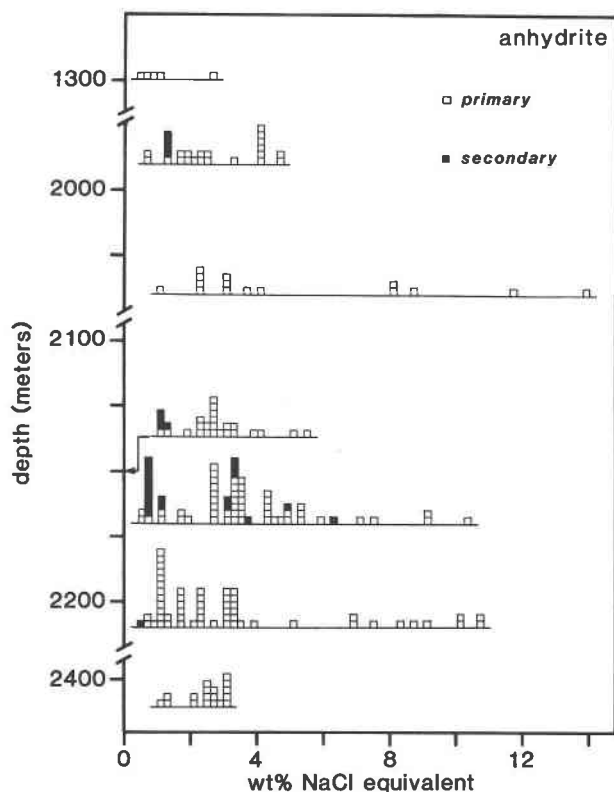 anhydrite
1300
primary
secondary
2000
2100
depth (meters)
2200
2400
0 4 8 12
wt% NaCl equivalent